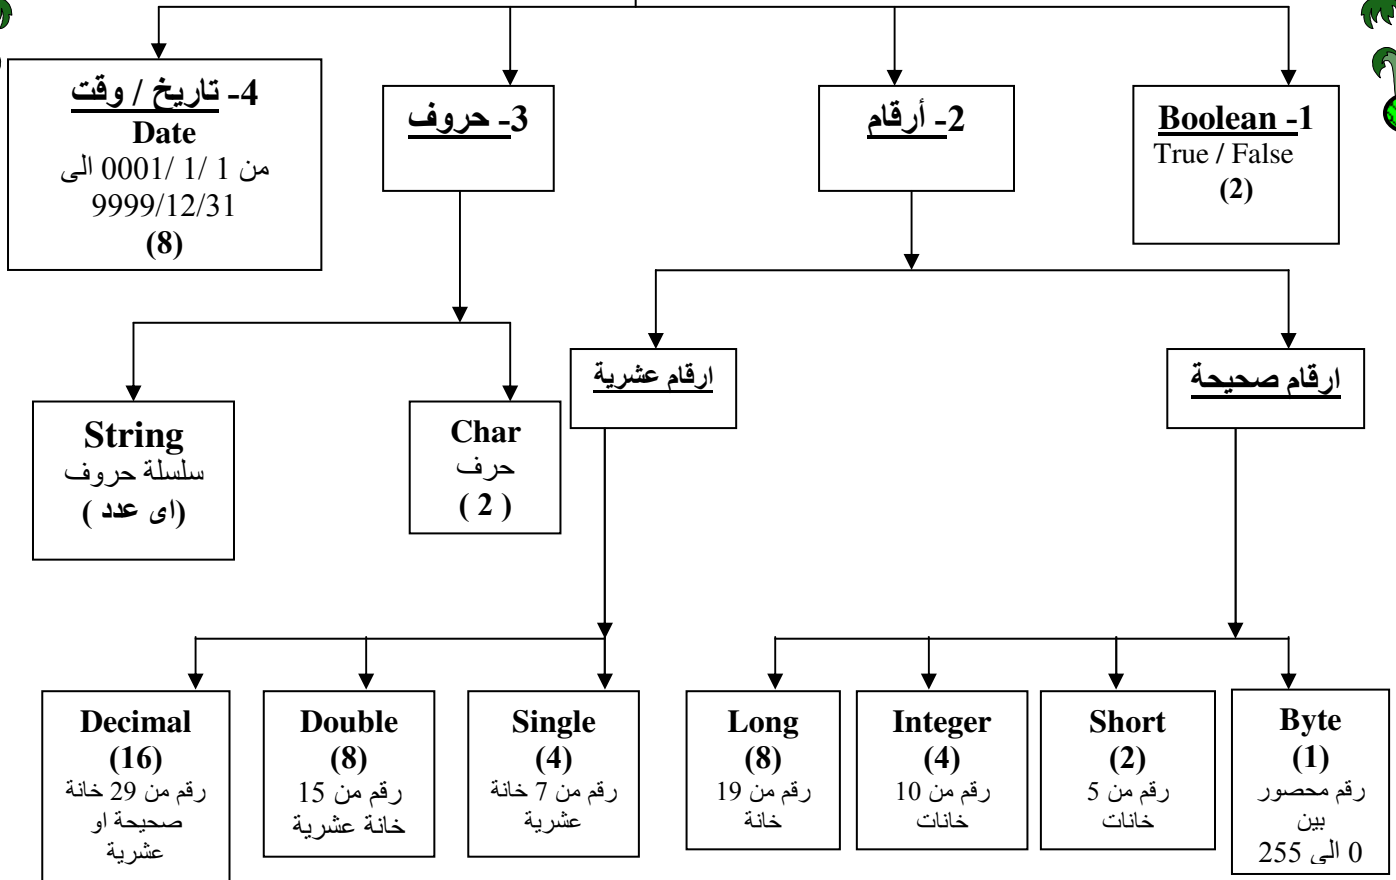 1- Boolean
True / False
(2)
2- أرقام
3- حروف
4- تاريخ / وقت
Date
من 1 /1 /0001 الى
9999/12/31
(8)
ارقام صحيحة
ارقام عشرية
Char
حرف
( 2 )
String
سلسلة حروف
(اى عدد )
Byte
(1)
رقم محصور
بين
0 الى 255
Short
(2)
رقم من 5
خانات
Integer
(4)
رقم من 10
خانات
Long
(8)
رقم من 19
خانة
Single
(4)
رقم من 7 خانة
عشرية
Double
(8)
رقم من 15
خانة عشرية
Decimal
(16)
رقم من 29 خانة
صحيحة او
عشرية